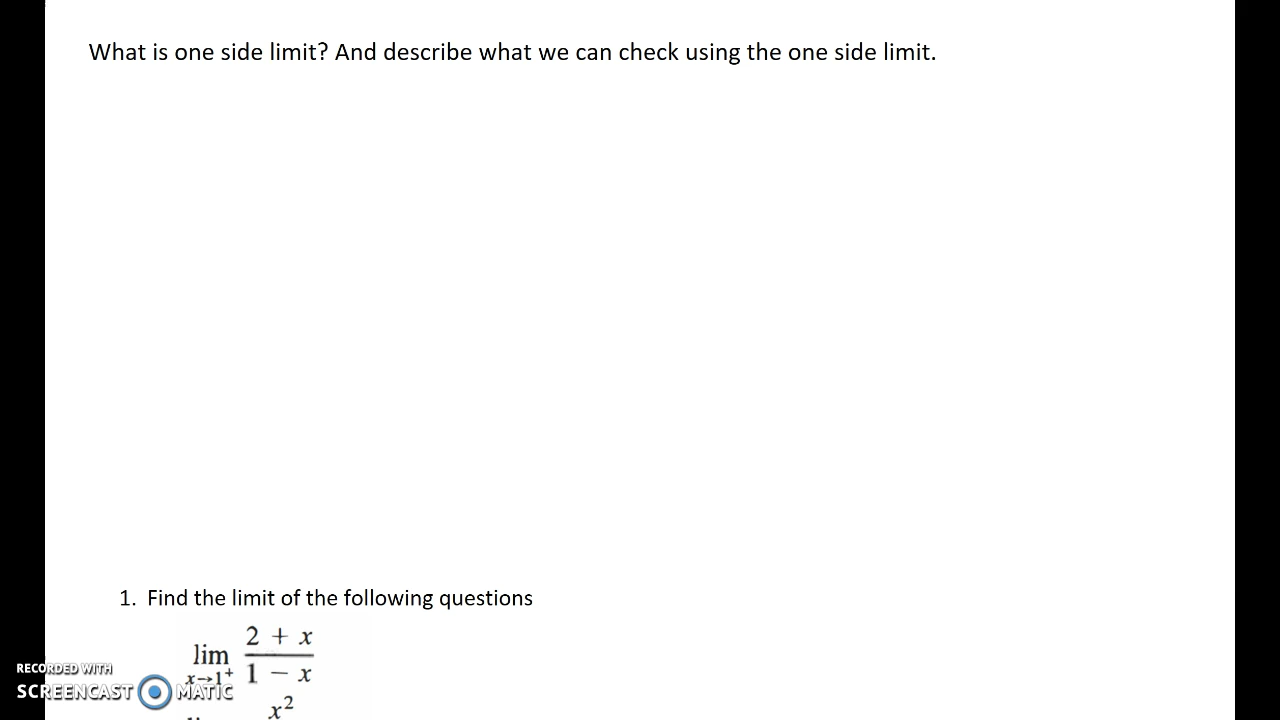 What is one side limit? And describe what we can check using the one side limit.
1. Find the limit of the following questions
2 + x
lim
x→1⁺ 1 − x
x²
RECORDED WITH
SCREENCAST MATIC